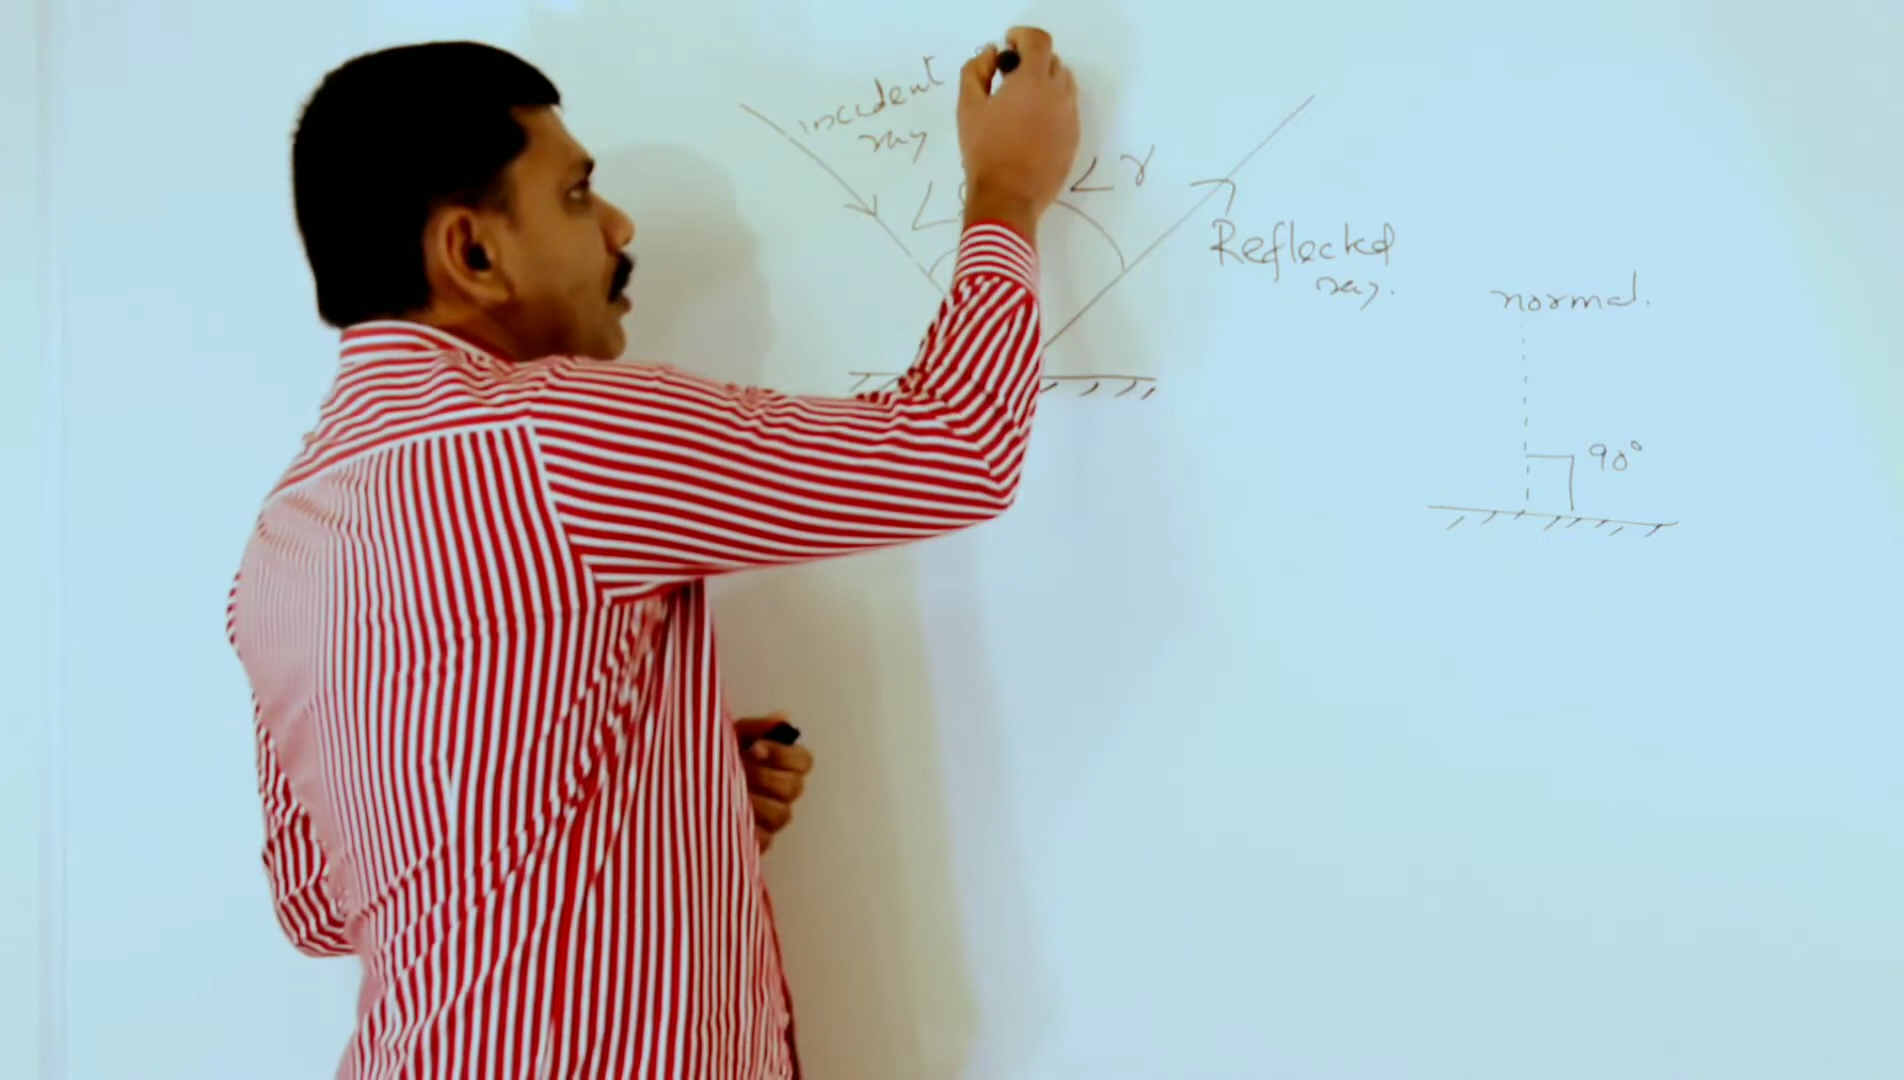 incident
ray
∠r
Reflected
ray.
normal.
90°